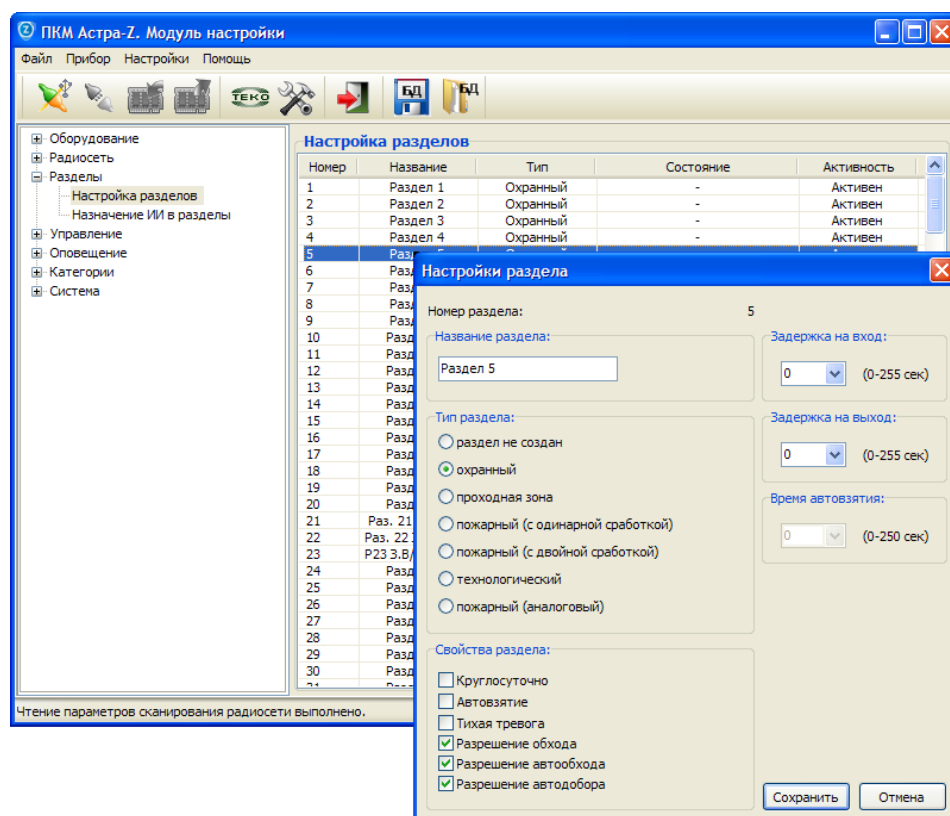 ПКМ Астра-Z. Модуль настройки
Файл Прибор Настройки Помощь
ТЕКО БД БД
Оборудование
Радиосеть
Разделы
Настройка разделов
Назначение ИИ в разделы
Управление
Оповещение
Категории
Система
Настройка разделов
Номер Название Тип Состояние Активность
1 Раздел 1 Охранный - Активен
2 Раздел 2 Охранный - Активен
3 Раздел 3 Охранный - Активен
4 Раздел 4 Охранный - Активен
5
6
7
8
9
10
11
12
13
14
15
16
17
18
19
20
21 Раз. 21
22 Раз. 22
23 Р23 З.В/
24
25
26
27
28
29
30
Чтение параметров сканирования радиосети выполнено.
Настройки раздела
Номер раздела: 5
Название раздела:
Раздел 5
Тип раздела:
раздел не создан
охранный
проходная зона
пожарный (с одинарной сработкой)
пожарный (с двойной сработкой)
технологический
пожарный (аналоговый)
Свойства раздела:
Круглосуточно
Автовзятие
Тихая тревога
Разрешение обхода
Разрешение автообхода
Разрешение автодобора
Задержка на вход:
0 (0-255 сек)
Задержка на выход:
0 (0-255 сек)
Время автовзятия:
0 (0-250 сек)
Сохранить Отмена